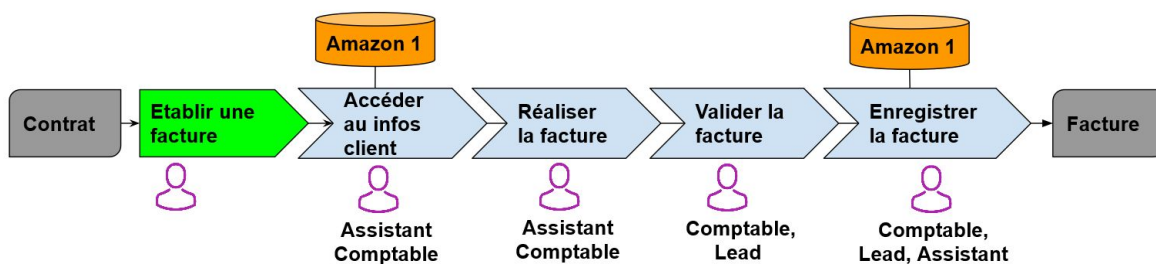 Amazon 1
Amazon 1
Contrat
Etablir une
facture
Accéder
au infos
client
Réaliser
la facture
Valider la
facture
Enregistrer
la facture
Facture
Assistant
Comptable
Assistant
Comptable
Comptable,
Lead
Comptable,
Lead, Assistant